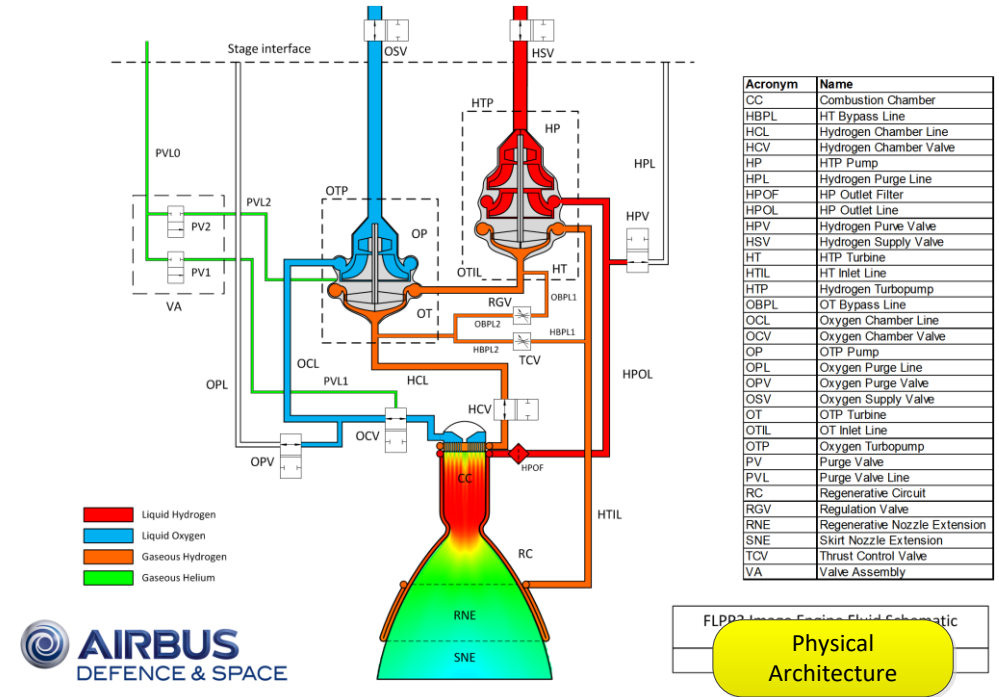 Stage interface
OSV
HSV
HTP
HP
PVL0
HPL
OTP
PVL2
HPV
PV2
OP
PV1
OTIL
HT
VA
RGV
OBPL1
OT
OBPL2
HBPL1
HBPL2
TCV
OCL
HCL
HPOL
OPL
PVL1
HCV
OCV
OPV
HPOF
CC
HTIL
RC
RNE
SNE
Liquid Hydrogen
Liquid Oxygen
Gaseous Hydrogen
Gaseous Helium
AIRBUS
DEFENCE & SPACE
Acronym Name
CC Combustion Chamber
HBPL HT Bypass Line
HCL Hydrogen Chamber Line
HCV Hydrogen Chamber Valve
HP HTP Pump
HPL Hydrogen Purge Line
HPOF HP Outlet Filter
HPOL HP Outlet Line
HPV Hydrogen Purve Valve
HSV Hydrogen Supply Valve
HT HTP Turbine
HTIL HT Inlet Line
HTP Hydrogen Turbopump
OBPL OT Bypass Line
OCL Oxygen Chamber Line
OCV Oxygen Chamber Valve
OP OTP Pump
OPL Oxygen Purge Line
OPV Oxygen Purge Valve
OSV Oxygen Supply Valve
OT OTP Turbine
OTIL OT Inlet Line
OTP Oxygen Turbopump
PV Purge Valve
PVL Purge Valve Line
RC Regenerative Circuit
RGV Regulation Valve
RNE Regenerative Nozzle Extension
SNE Skirt Nozzle Extension
TCV Thrust Control Valve
VA Valve Assembly
Physical
Architecture